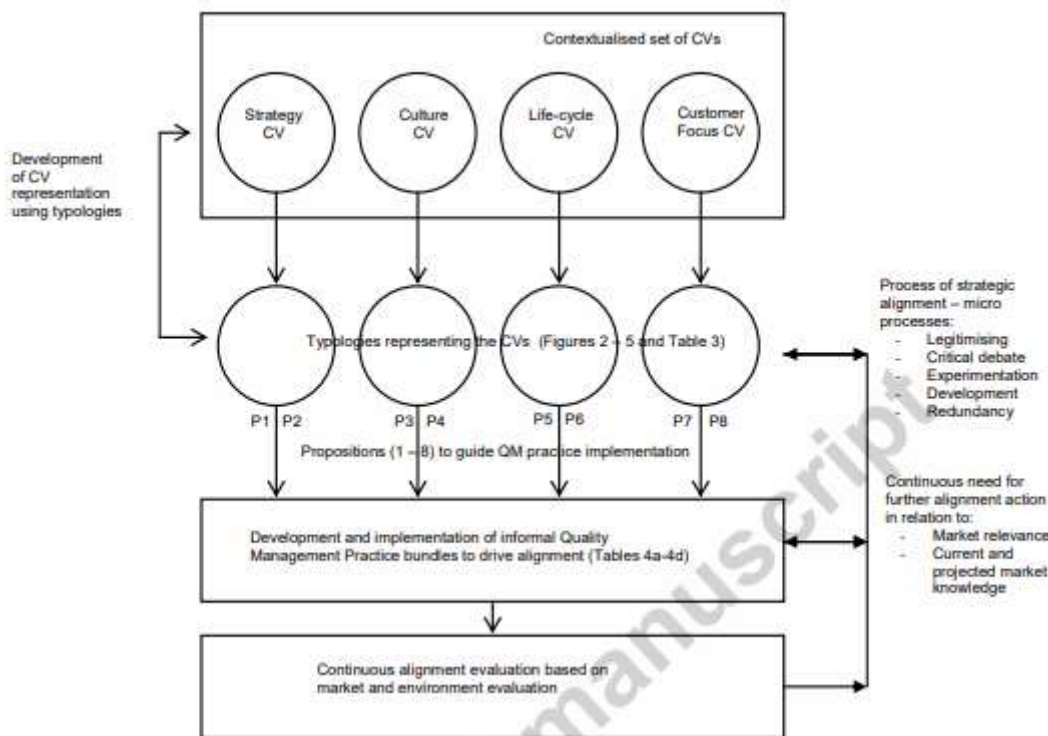 Contextualised set of CVs
Strategy
CV
Culture
CV
Life-cycle
CV
Customer
Focus CV
Development
of CV
representation
using typologies
Typologies representing the CVs (Figures 2 – 5 and Table 3)
P1 P2
P3 P4
P5 P6
P7 P8
Propositions (1 – 8) to guide QM practice implementation
Development and implementation of informal Quality
Management Practice bundles to drive alignment (Tables 4a-4d)
Continuous alignment evaluation based on
market and environment evaluation
Process of strategic
alignment – micro
processes:
- Legitimising
- Critical debate
- Experimentation
- Development
- Redundancy
Continuous need for
further alignment action
in relation to:
- Market relevance
- Current and
projected market
knowledge
manuscript